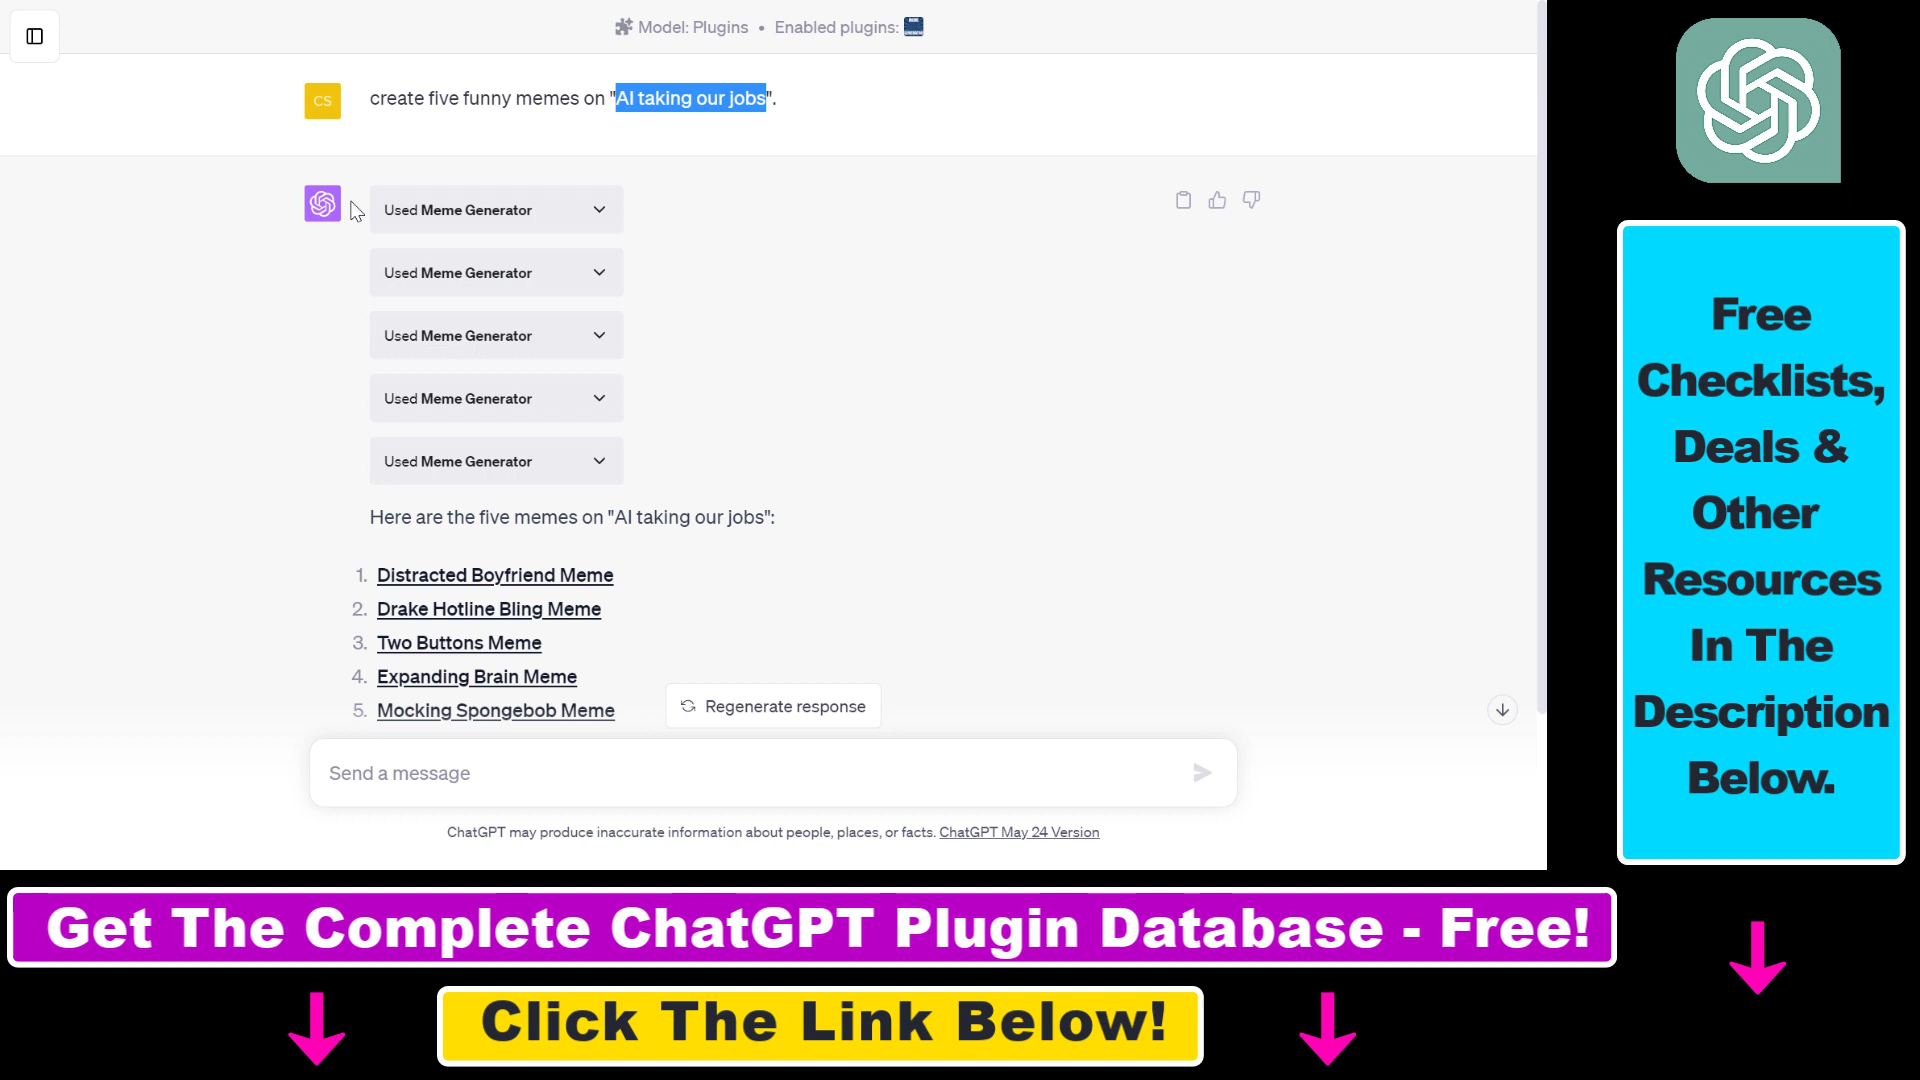 Model: Plugins • Enabled plugins:
CS
create five funny memes on "AI taking our jobs".
Used Meme Generator
Used Meme Generator
Used Meme Generator
Used Meme Generator
Used Meme Generator
Here are the five memes on "AI taking our jobs":
1. Distracted Boyfriend Meme
2. Drake Hotline Bling Meme
3. Two Buttons Meme
4. Expanding Brain Meme
5. Mocking Spongebob Meme
Regenerate response
Send a message
ChatGPT may produce inaccurate information about people, places, or facts. ChatGPT May 24 Version
Free
Checklists,
Deals &
Other
Resources
In The
Description
Below.
Get The Complete ChatGPT Plugin Database - Free!
Click The Link Below!